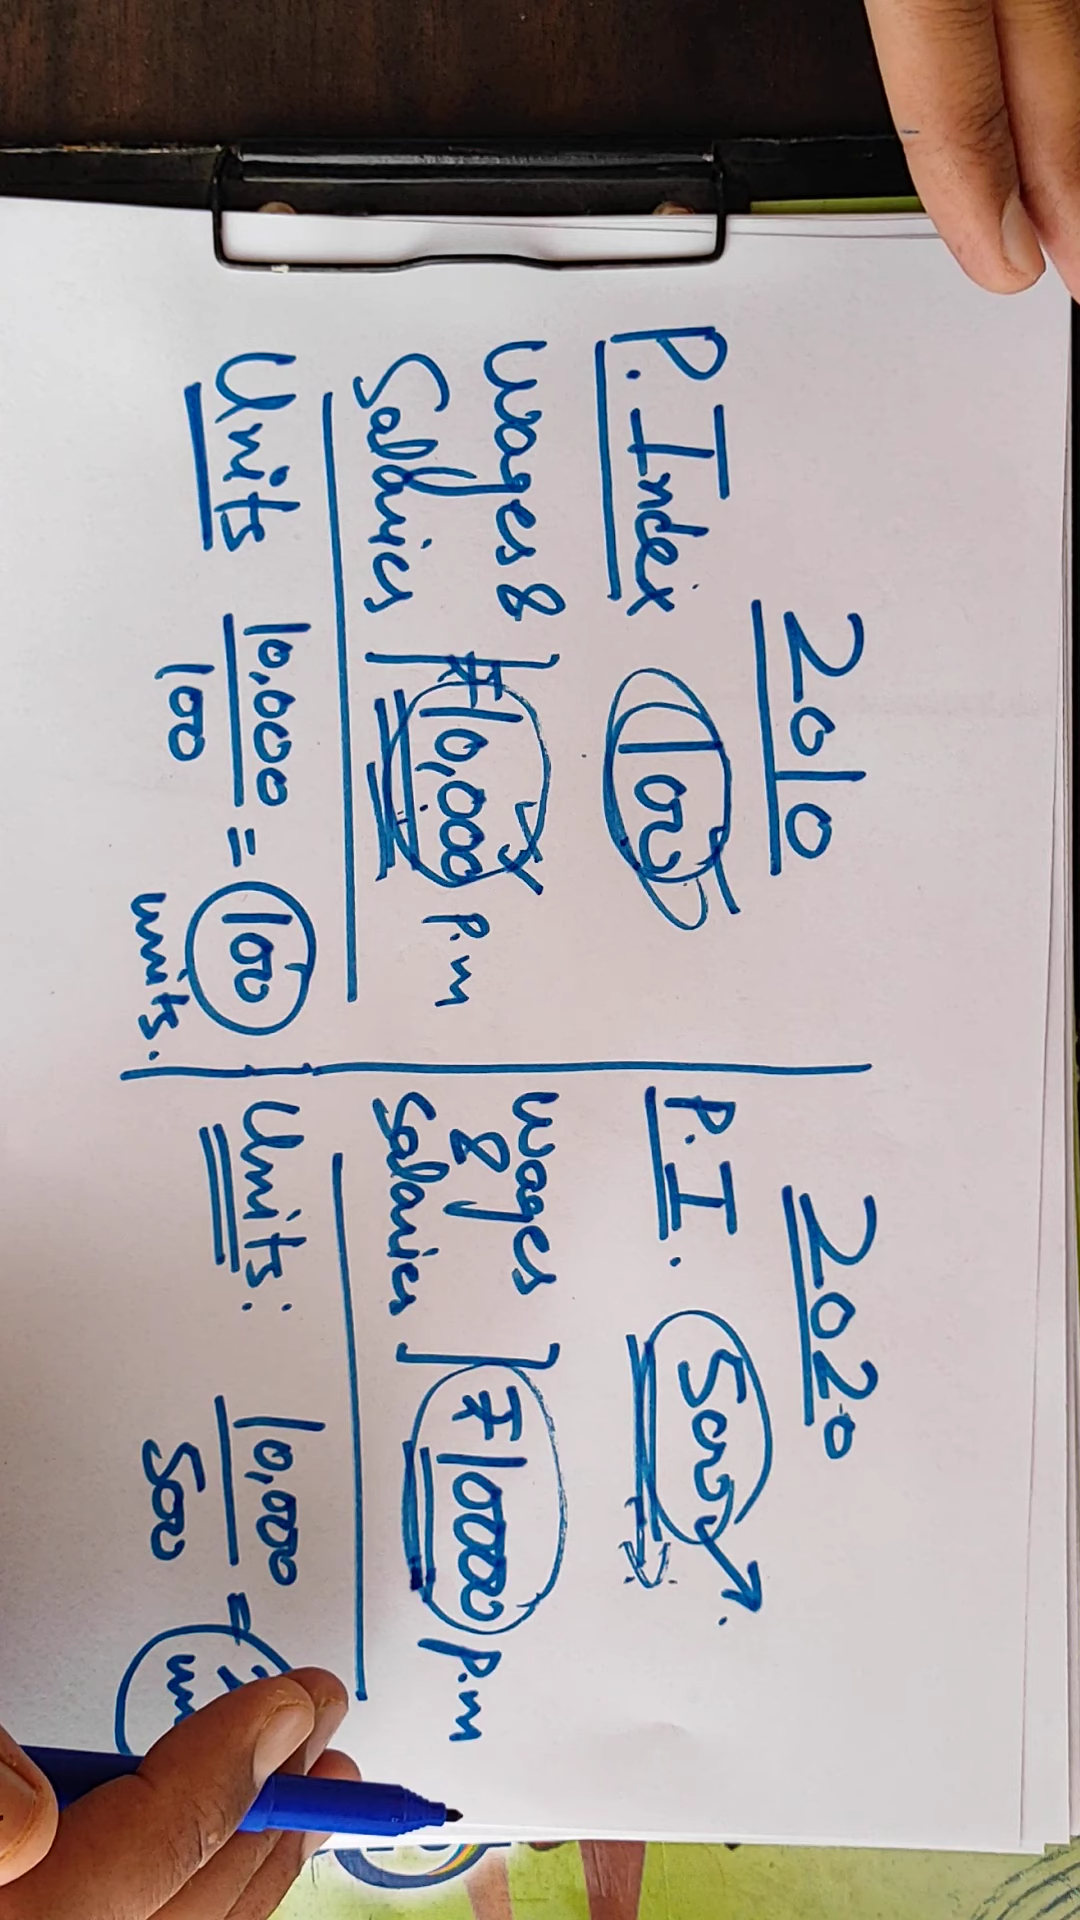 2010
P. Index 100
Wages &
Salaries ] ₹10,000 p.m
Units 10,000
100
= 100
units.
2020
P.I. 500
Wages
&
Salaries ] ₹10000 p.m
Units: 10,000
500
=